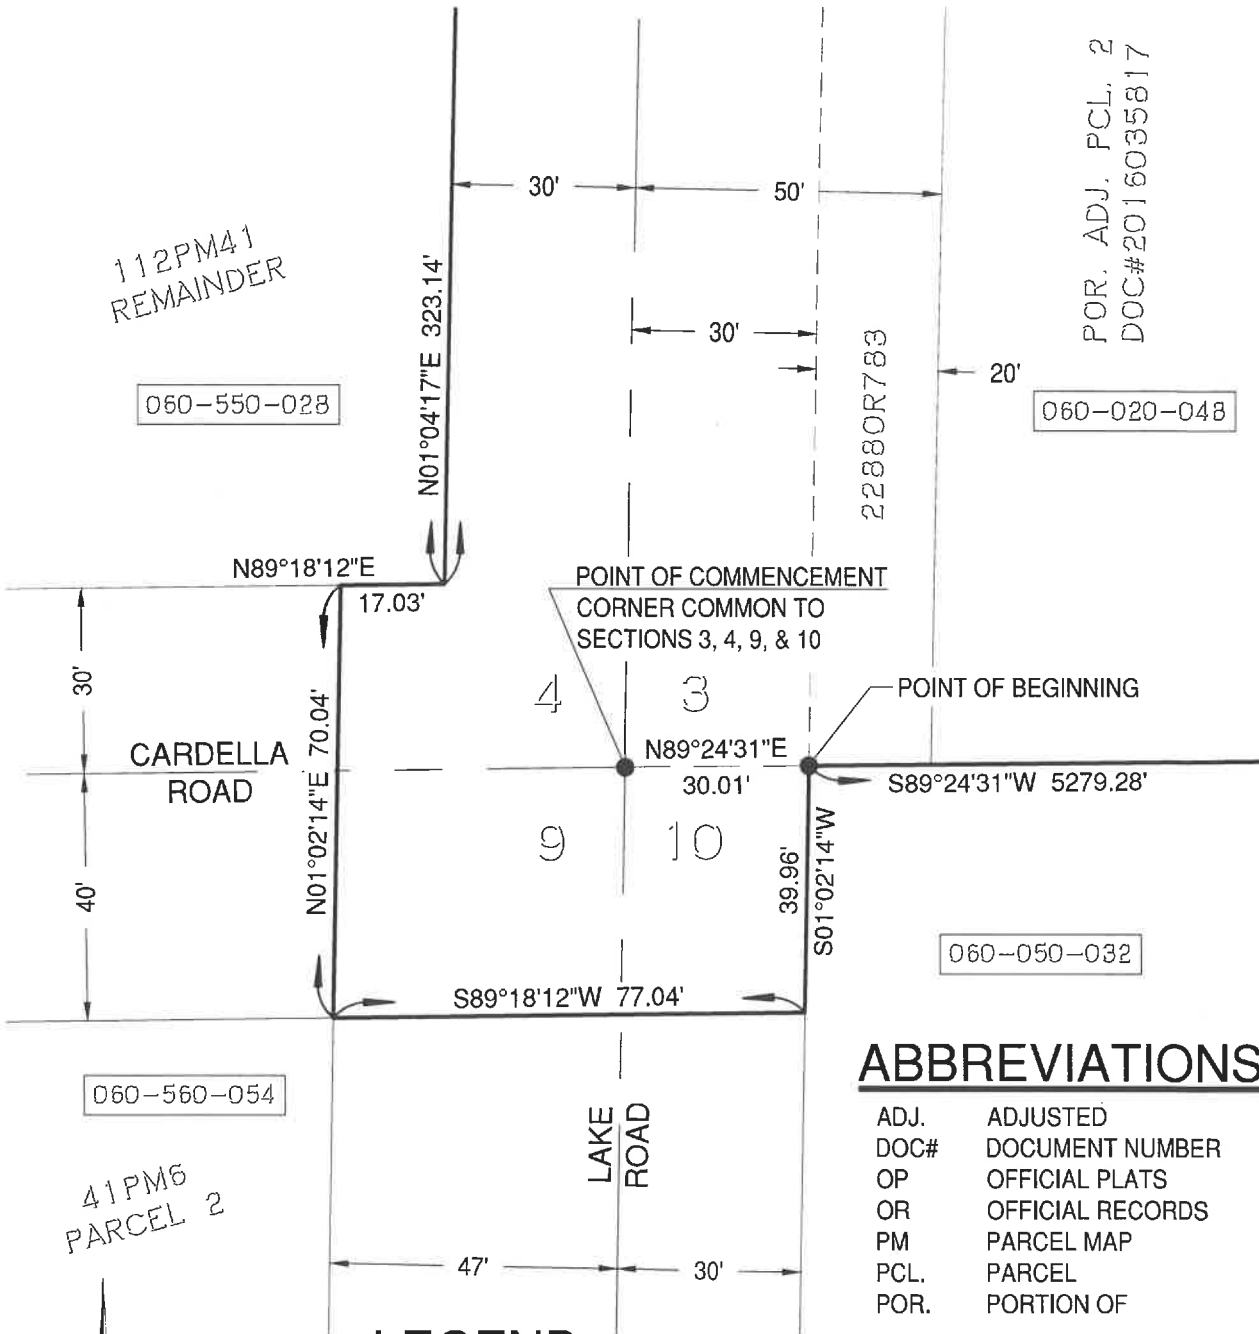 POR. ADJ. PCL. 2
DOC#2016035817
30'
50'
112PM41
REMAINDER
N01°04'17"E 323.14'
30'
20'
2288OR783
060-550-028
060-020-048
N89°18'12"E
17.03'
POINT OF COMMENCEMENT
CORNER COMMON TO
SECTIONS 3, 4, 9, & 10
30'
4
3
POINT OF BEGINNING
N01°02'14"E 70.04'
CARDELLA
ROAD
N89°24'31"E
30.01'
S89°24'31"W 5279.28'
9
10
40'
39.96'
S01°02'14"W
060-050-032
S89°18'12"W 77.04'
060-560-054
41PM6
PARCEL 2
LAKE
ROAD
47'
30'
ABBREVIATIONS
ADJ. ADJUSTED
DOC# DOCUMENT NUMBER
OP OFFICIAL PLATS
OR OFFICIAL RECORDS
PM PARCEL MAP
PCL. PARCEL
POR. PORTION OF
LEGEND